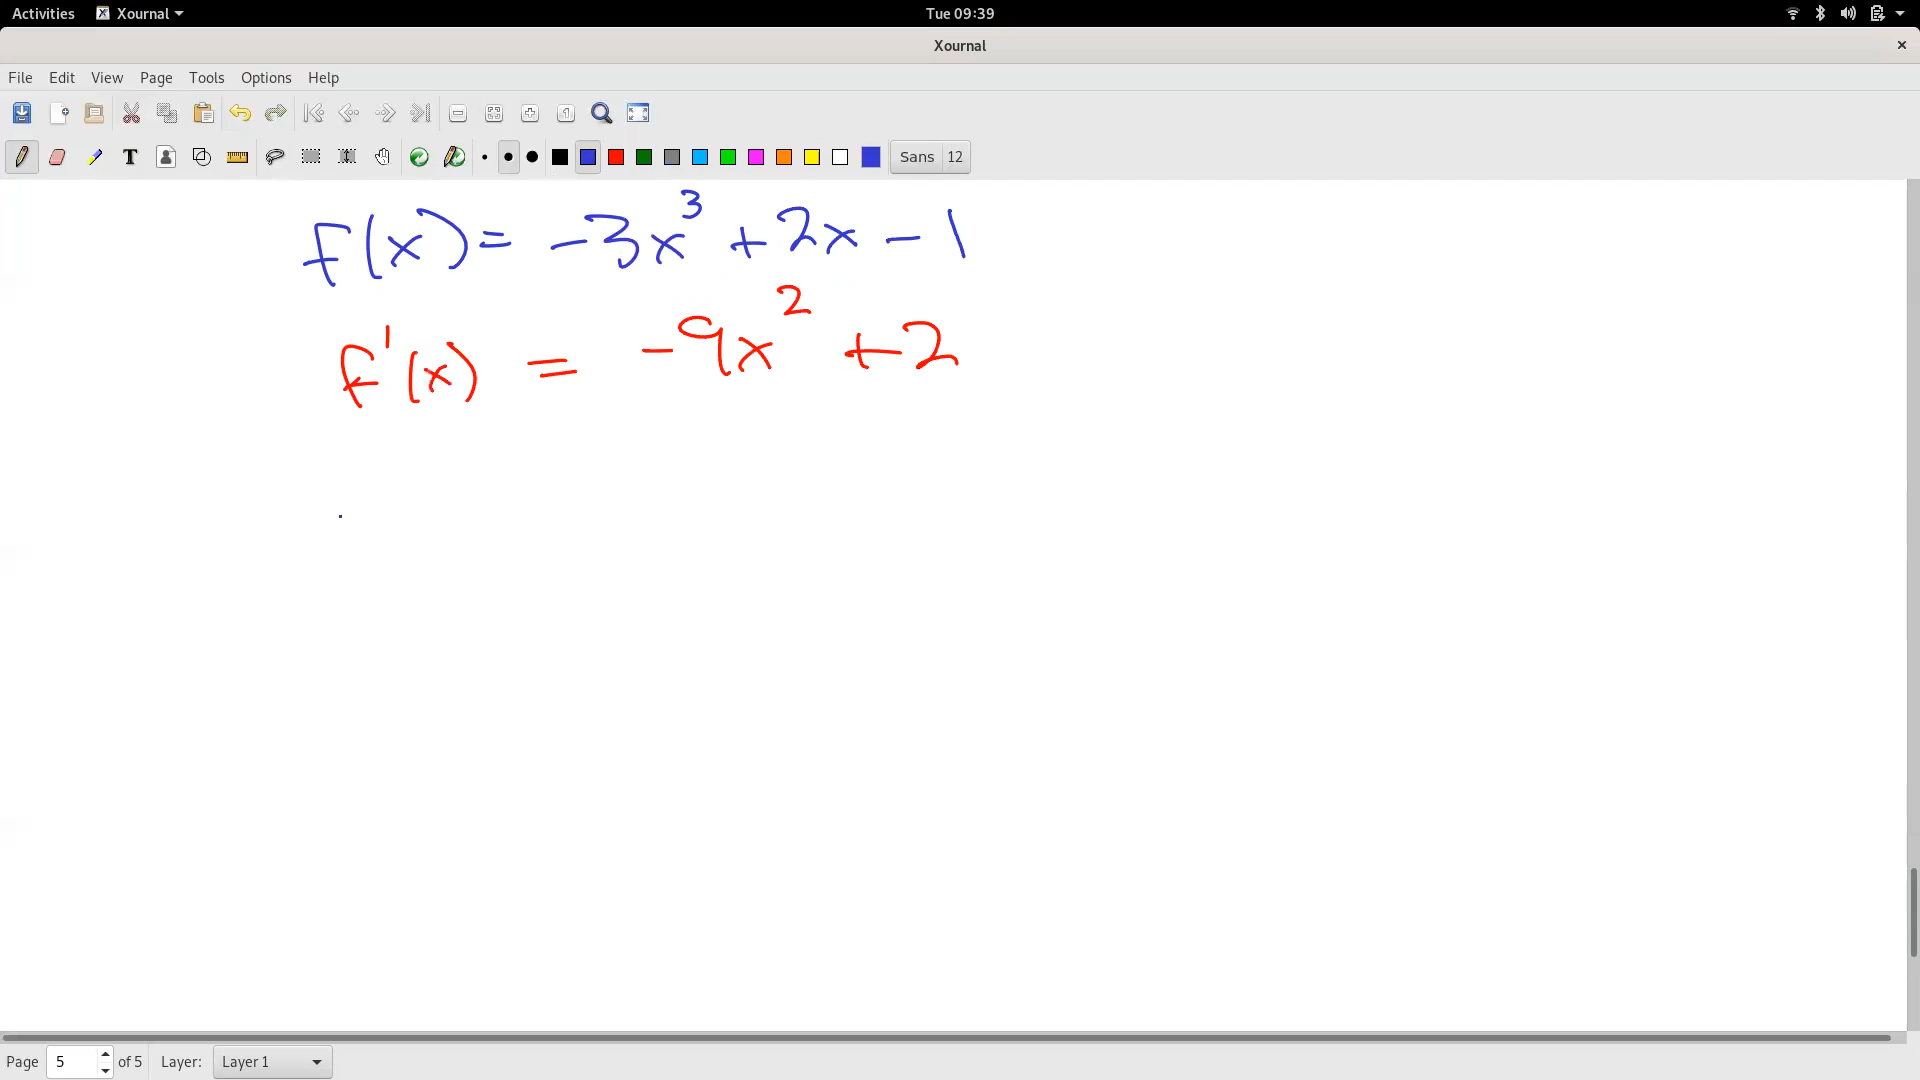 Activities Xournal Tue 09:39
Xournal
File Edit View Page Tools Options Help
Sans 12
f(x) = -3x³ + 2x - 1
f'(x) = -9x² + 2
Page 5 of 5 Layer: Layer 1